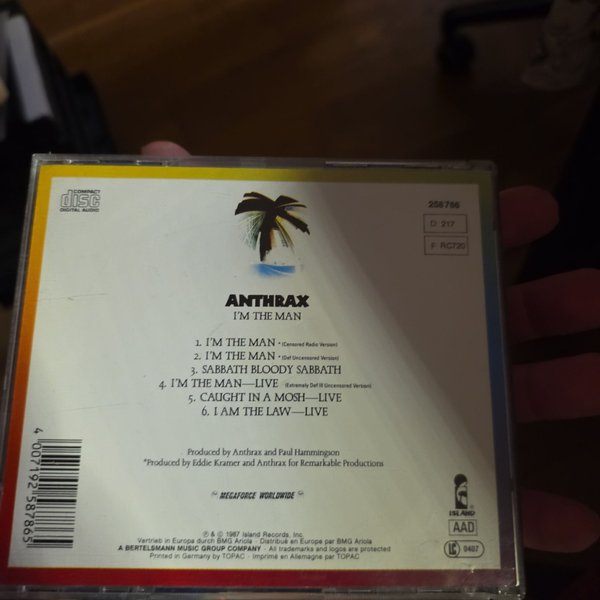 COMPACT
disc
DIGITAL AUDIO
258 786
D 217
F RC720
ANTHRAX
I'M THE MAN
1. I'M THE MAN * (Censored Radio Version)
2. I'M THE MAN * (Def Uncensored Version)
3. SABBATH BLOODY SABBATH
4. I'M THE MAN—LIVE (Extremely Def Ill Uncensored Version)
5. CAUGHT IN A MOSH—LIVE
6. I AM THE LAW—LIVE
Produced by Anthrax and Paul Hammingson
*Produced by Eddie Kramer and Anthrax for Remarkable Productions
MEGAFORCE WORLDWIDE
ISLAND
AAD
LC 0407
℗ & © 1987 Island Records, Inc.
Vertrieb in Europa durch BMG Ariola - Distribué en Europe par BMG Ariola
A BERTELSMANN MUSIC GROUP COMPANY - All trademarks and logos are protected
Printed in Germany by TOPAC - Imprimé en Allemagne par TOPAC
4 007192 587865